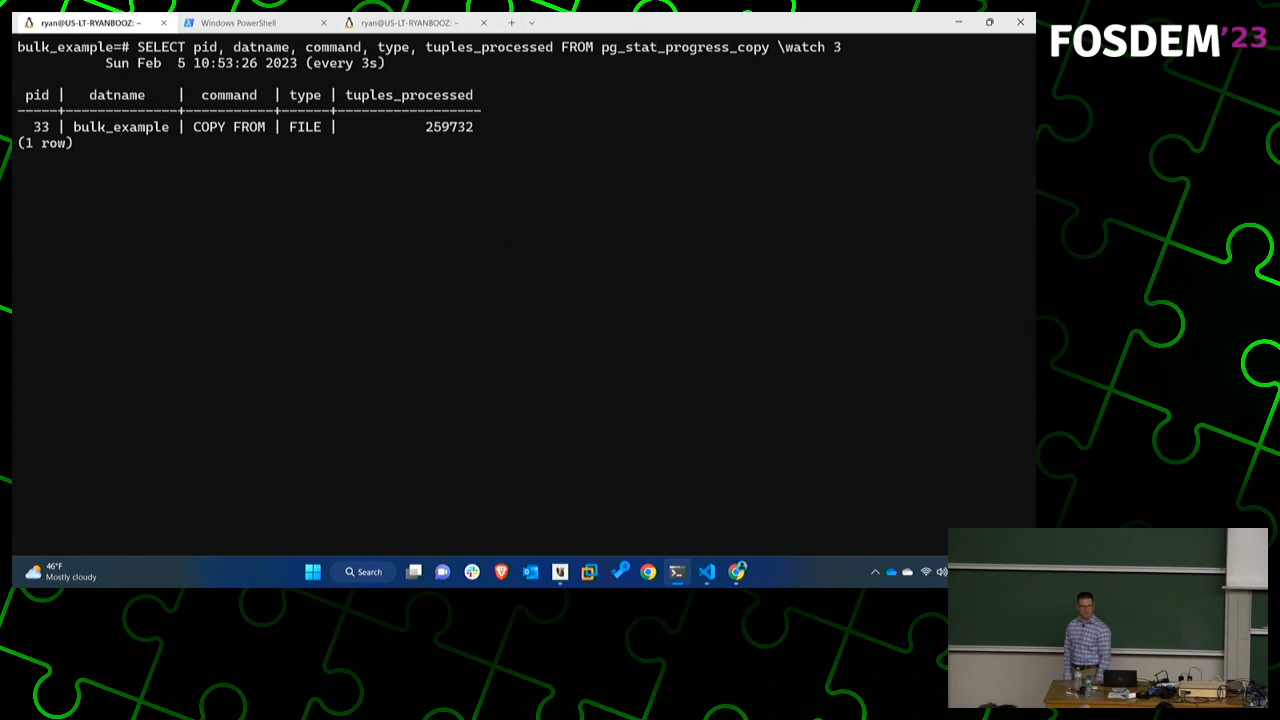 ryan@US-LT-RYANBOOZ: ~
Windows PowerShell
ryan@US-LT-RYANBOOZ: ~
FOSDEM'23
bulk_example=# SELECT pid, datname, command, type, tuples_processed FROM pg_stat_progress_copy \watch 3
Sun Feb 5 10:53:26 2023 (every 3s)
pid | datname | command | type | tuples_processed
-----+--------------+-----------+------+------------------
33 | bulk_example | COPY FROM | FILE | 259732
(1 row)
46°F
Mostly cloudy
Search